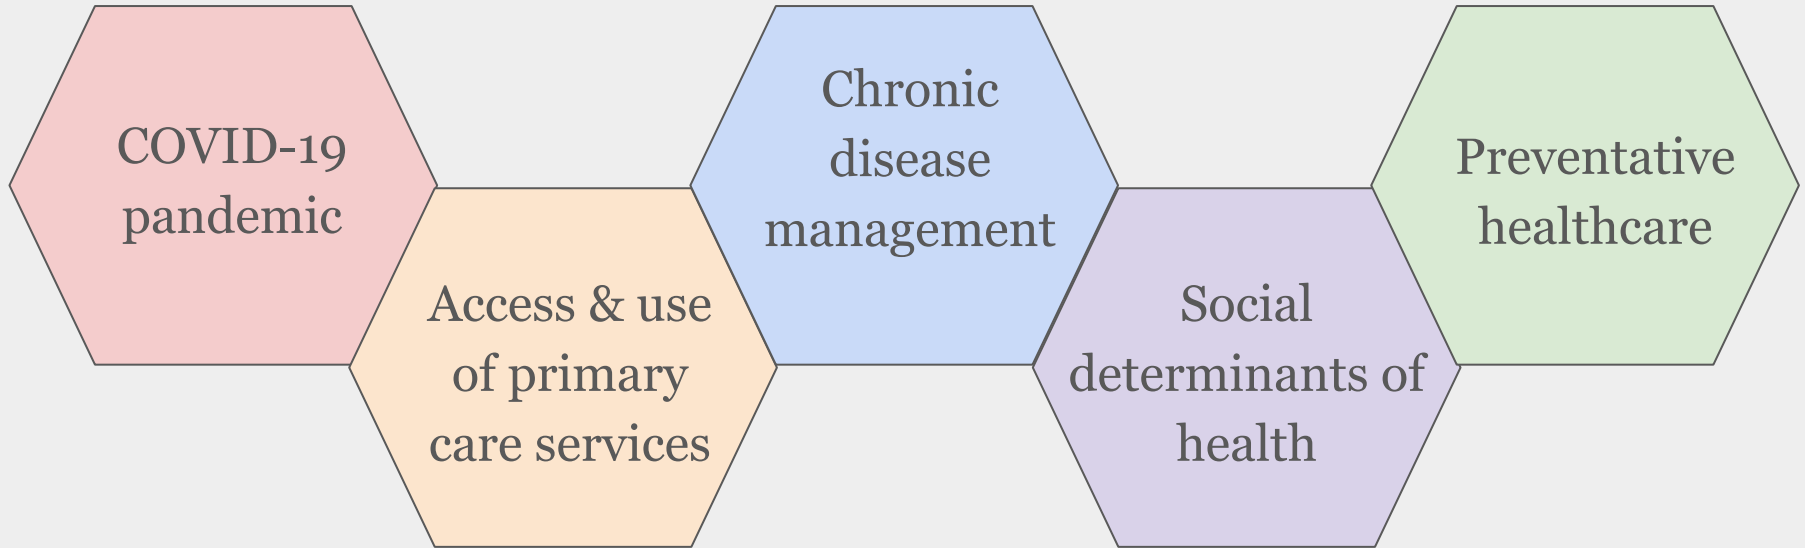 COVID-19
pandemic
Access & use
of primary
care services
Chronic
disease
management
Social
determinants of
health
Preventative
healthcare